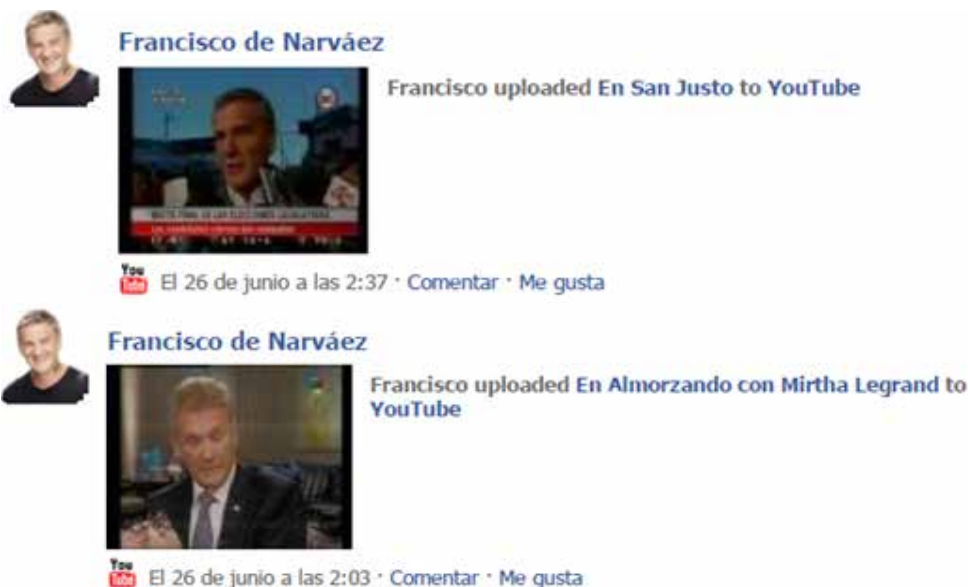 Francisco de Narváez
Francisco uploaded En San Justo to YouTube
You
Tube
El 26 de junio a las 2:37 · Comentar · Me gusta
Francisco de Narváez
Francisco uploaded En Almorzando con Mirtha Legrand to
YouTube
You
Tube
El 26 de junio a las 2:03 · Comentar · Me gusta